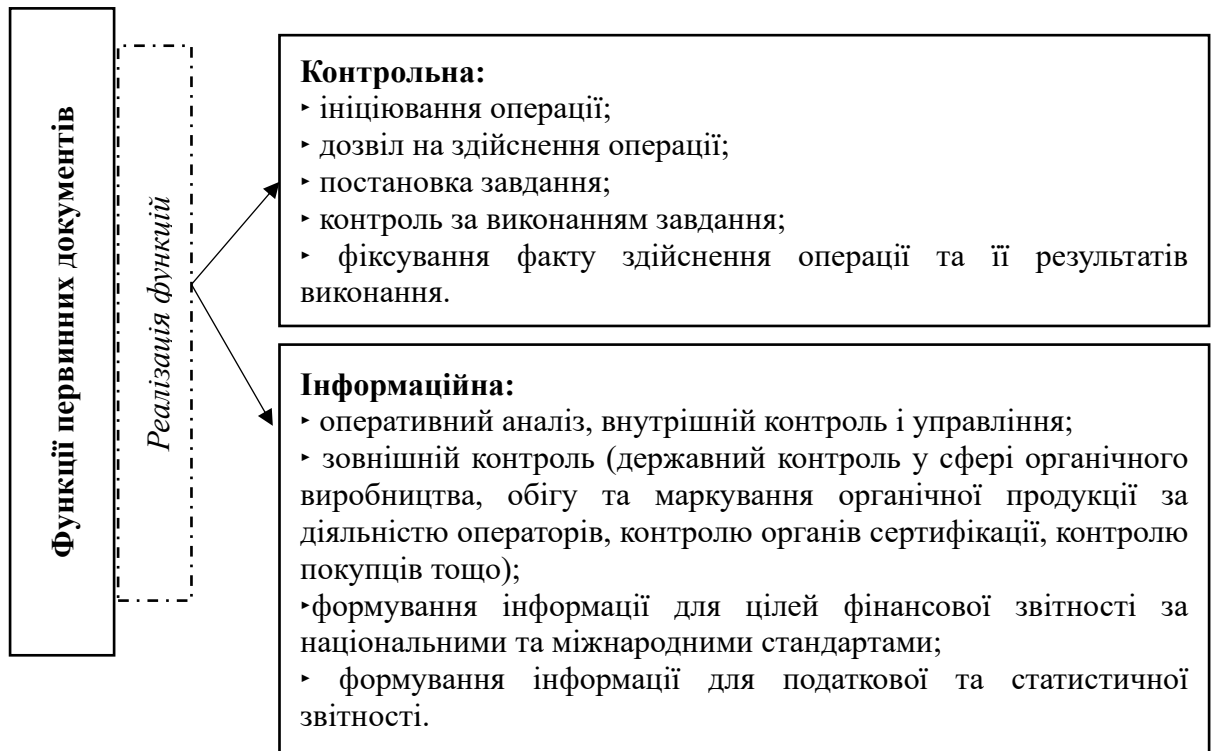 Функції первинних документів
Реалізація функцій
Контрольна:
‣ ініціювання операції;
‣ дозвіл на здійснення операції;
‣ постановка завдання;
‣ контроль за виконанням завдання;
‣ фіксування факту здійснення операції та її результатів
виконання.
Інформаційна:
‣ оперативний аналіз, внутрішній контроль і управління;
‣ зовнішній контроль (державний контроль у сфері органічного
виробництва, обігу та маркування органічної продукції за
діяльністю операторів, контролю органів сертифікації, контролю
покупців тощо);
‣формування інформації для цілей фінансової звітності за
національними та міжнародними стандартами;
‣ формування інформації для податкової та статистичної
звітності.